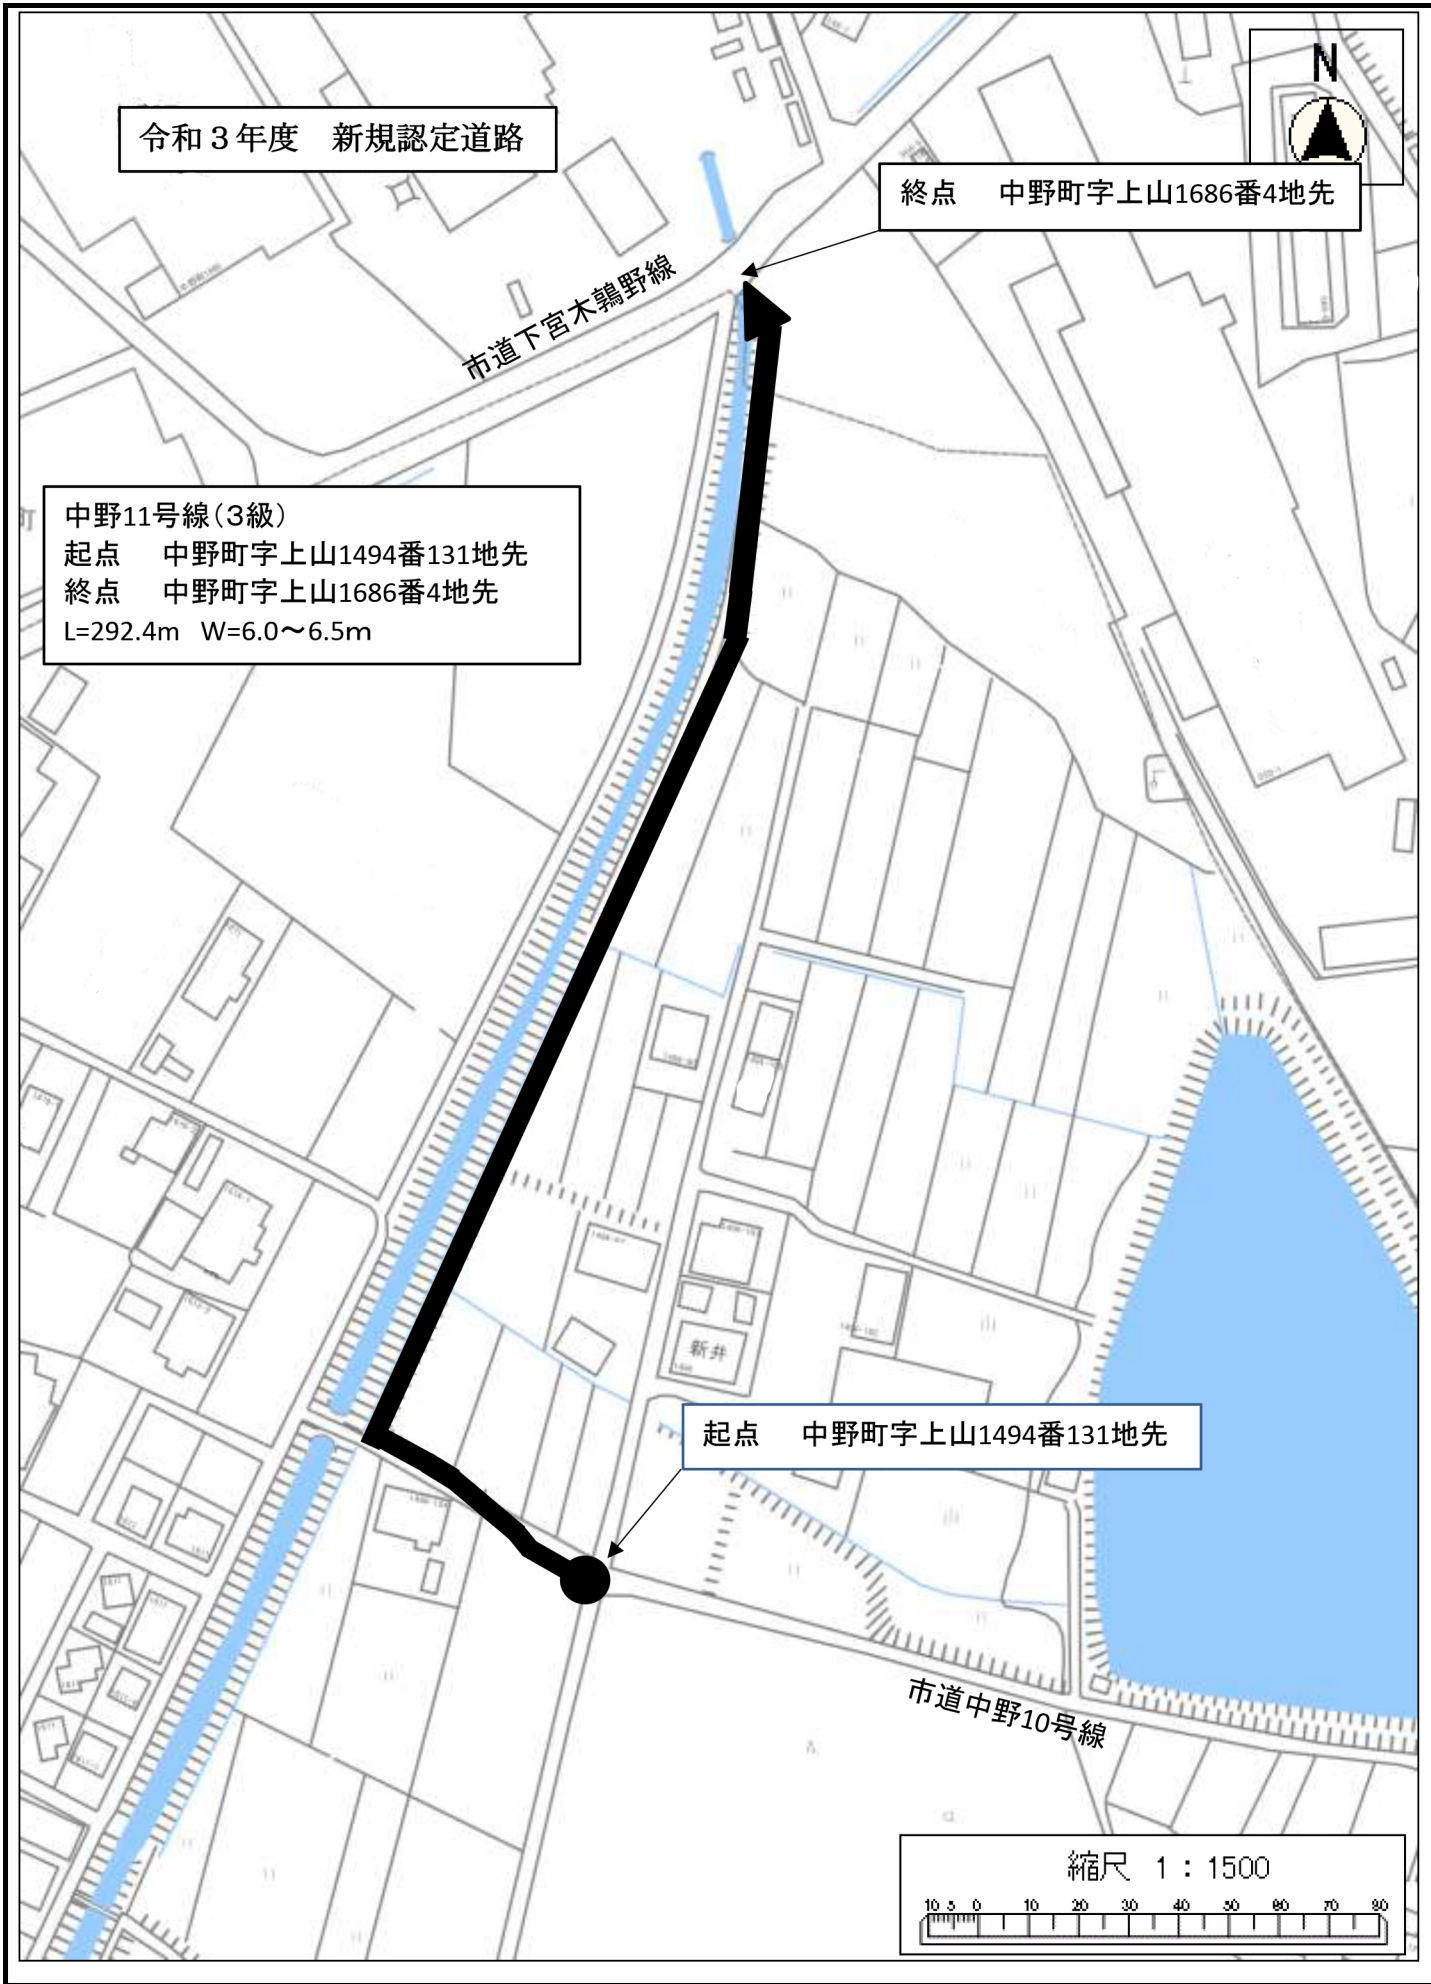 N
令和３年度　新規認定道路
終点　中野町字上山1686番4地先
市道下宮木鶉野線
中野11号線（３級）
起点　中野町字上山1494番131地先
終点　中野町字上山1686番4地先
L=292.4m W=6.0～6.5m
新井
起点　中野町字上山1494番131地先
市道中野10号線
縮尺 1：1500
10 5 0 10 20 30 40 50 60 70 80